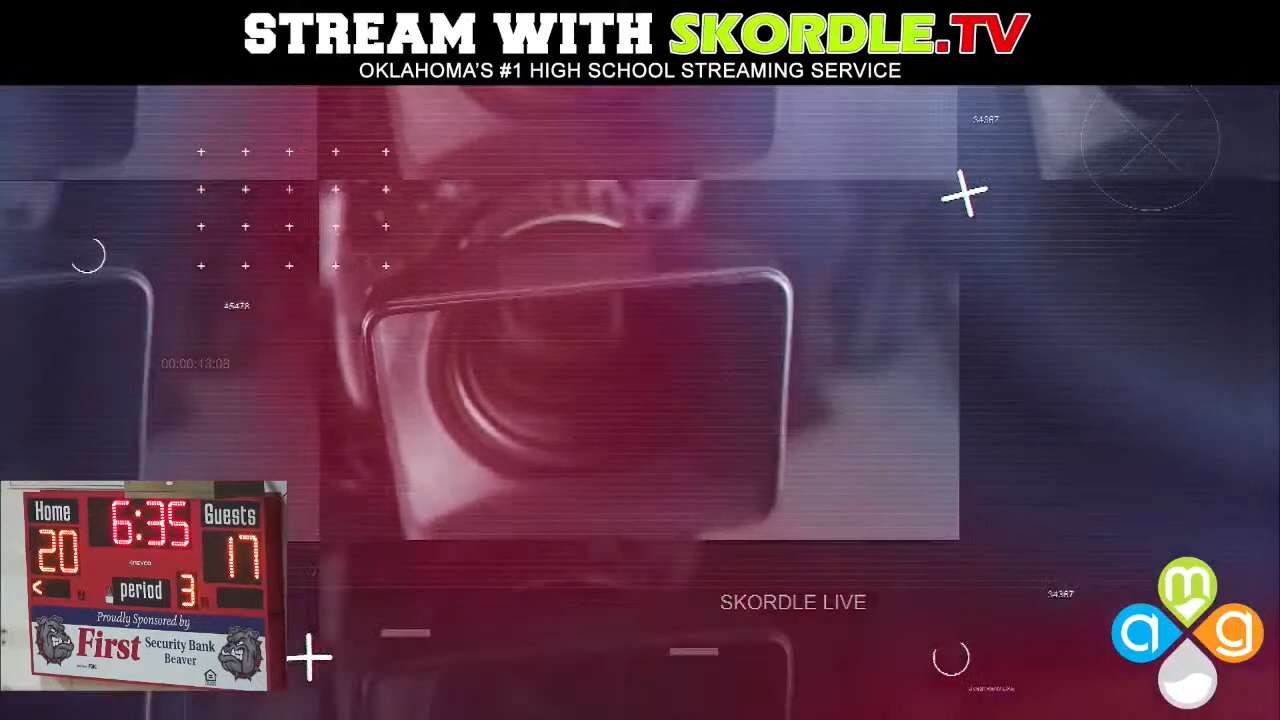 STREAM WITH SKORDLE.TV
OKLAHOMA'S #1 HIGH SCHOOL STREAMING SERVICE
34367
45478
00:00:13:08
Home
6:35
Guests
20
17
<
period
3
Proudly Sponsored by
First
Security Bank
Beaver
SKORDLE LIVE
34367
m
a
g